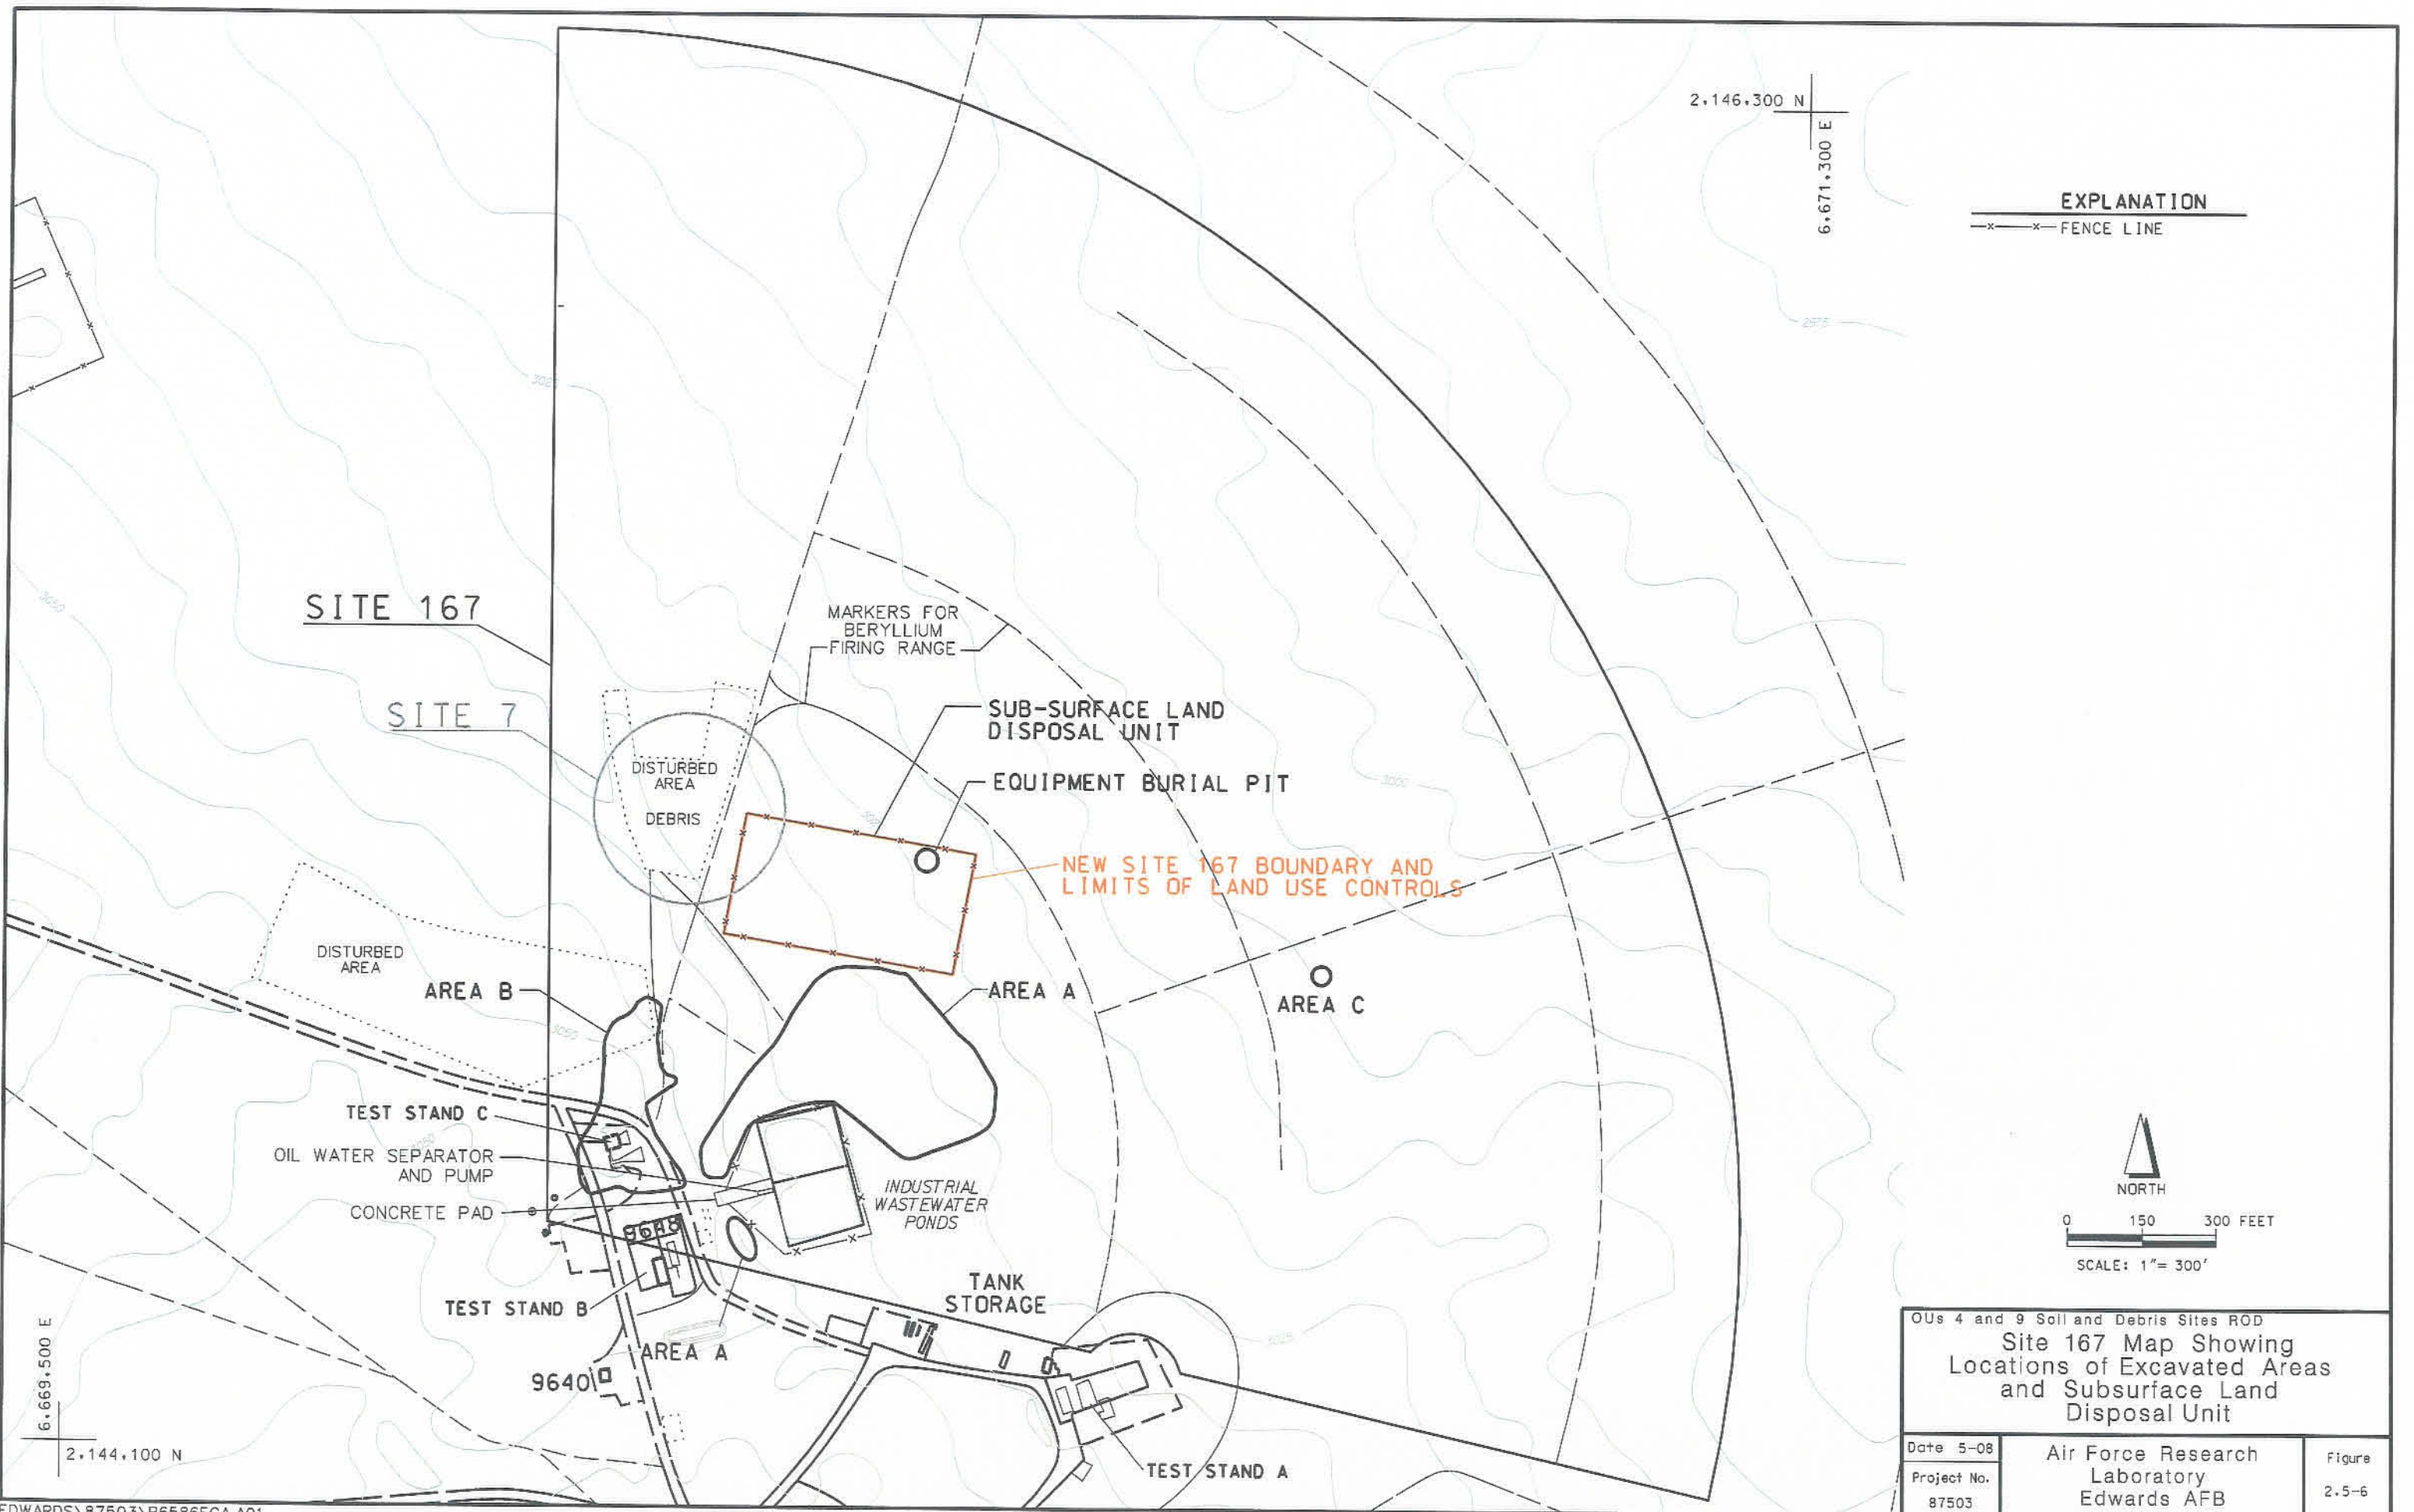 2,146,300 N
6,671,300 E
EXPLANATION
FENCE LINE
2975
SITE 167
MARKERS FOR
BERYLLIUM
FIRING RANGE
SITE 7
SUB-SURFACE LAND
DISPOSAL UNIT
DISTURBED
AREA
DEBRIS
EQUIPMENT BURIAL PIT
3000
NEW SITE 167 BOUNDARY AND
LIMITS OF LAND USE CONTROLS
3050
DISTURBED
AREA
AREA B
AREA A
AREA C
3050
TEST STAND C
3050
OIL WATER SEPARATOR
AND PUMP
CONCRETE PAD
INDUSTRIAL
WASTEWATER
PONDS
9648
TEST STAND B
TANK
STORAGE
AREA A
9640
3025
TEST STAND A
6,669,500 E
2,144,100 N
NORTH
0 150 300 FEET
SCALE: 1"= 300'
OUs 4 and 9 Soil and Debris Sites ROD
Site 167 Map Showing
Locations of Excavated Areas
and Subsurface Land
Disposal Unit
Date 5-08
Project No.
87503
Air Force Research
Laboratory
Edwards AFB
Figure
2.5-6